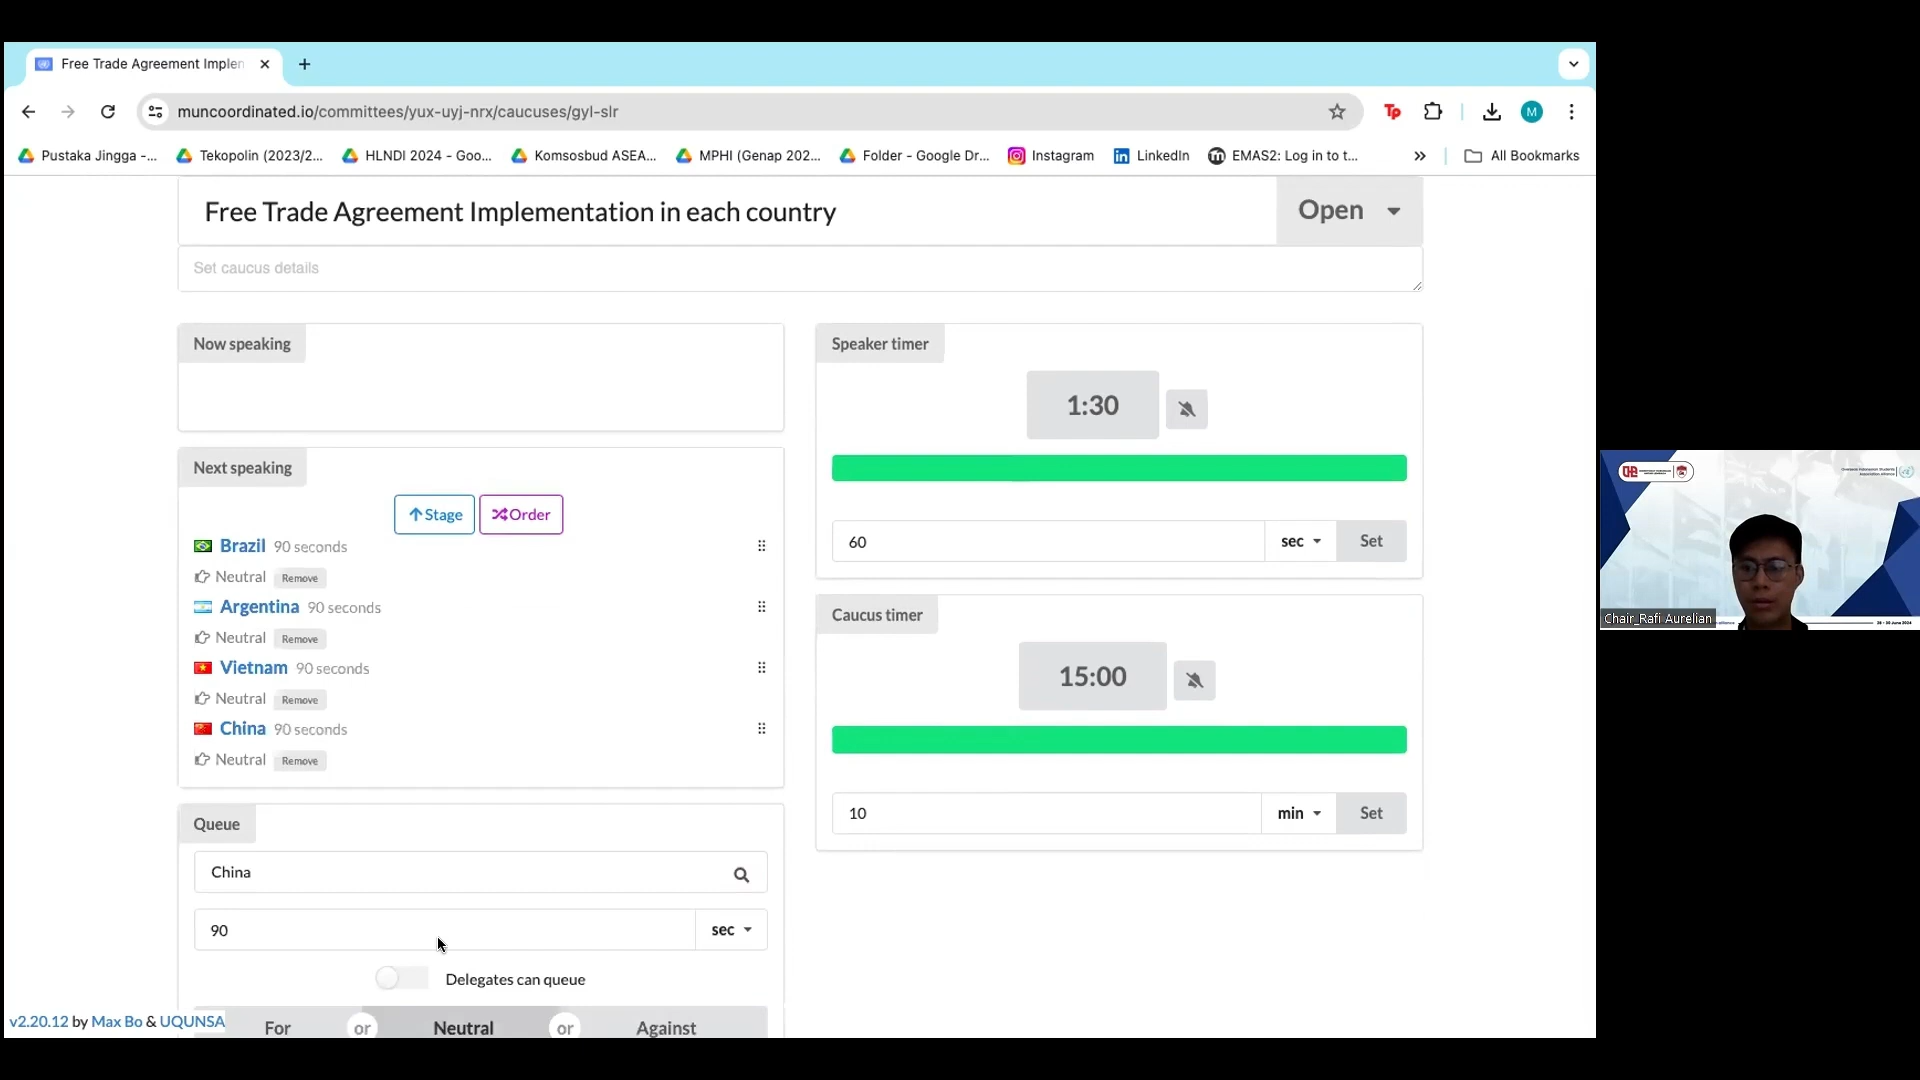 Free Trade Agreement Implen
muncoordinated.io/committees/yux-uyj-nrx/caucuses/gyl-slr
Tp
M
Pustaka Jingga -...
Tekopolin (2023/2...
HLNDI 2024 - Goo...
Komsosbud ASEA...
MPHI (Genap 202...
Folder - Google Dr...
Instagram
LinkedIn
EMAS2: Log in to t...
»
All Bookmarks
Free Trade Agreement Implementation in each country
Open
Set caucus details
Now speaking
Next speaking
Stage
Order
Brazil 90 seconds
Neutral Remove
Argentina 90 seconds
Neutral Remove
Vietnam 90 seconds
Neutral Remove
China 90 seconds
Neutral Remove
Queue
China
90 sec
Delegates can queue
For or Neutral or Against
v2.20.12 by Max Bo & UQUNSA
Speaker timer
1:30
60 sec Set
Caucus timer
15:00
10 min Set
Chair_Rafi Aurelian